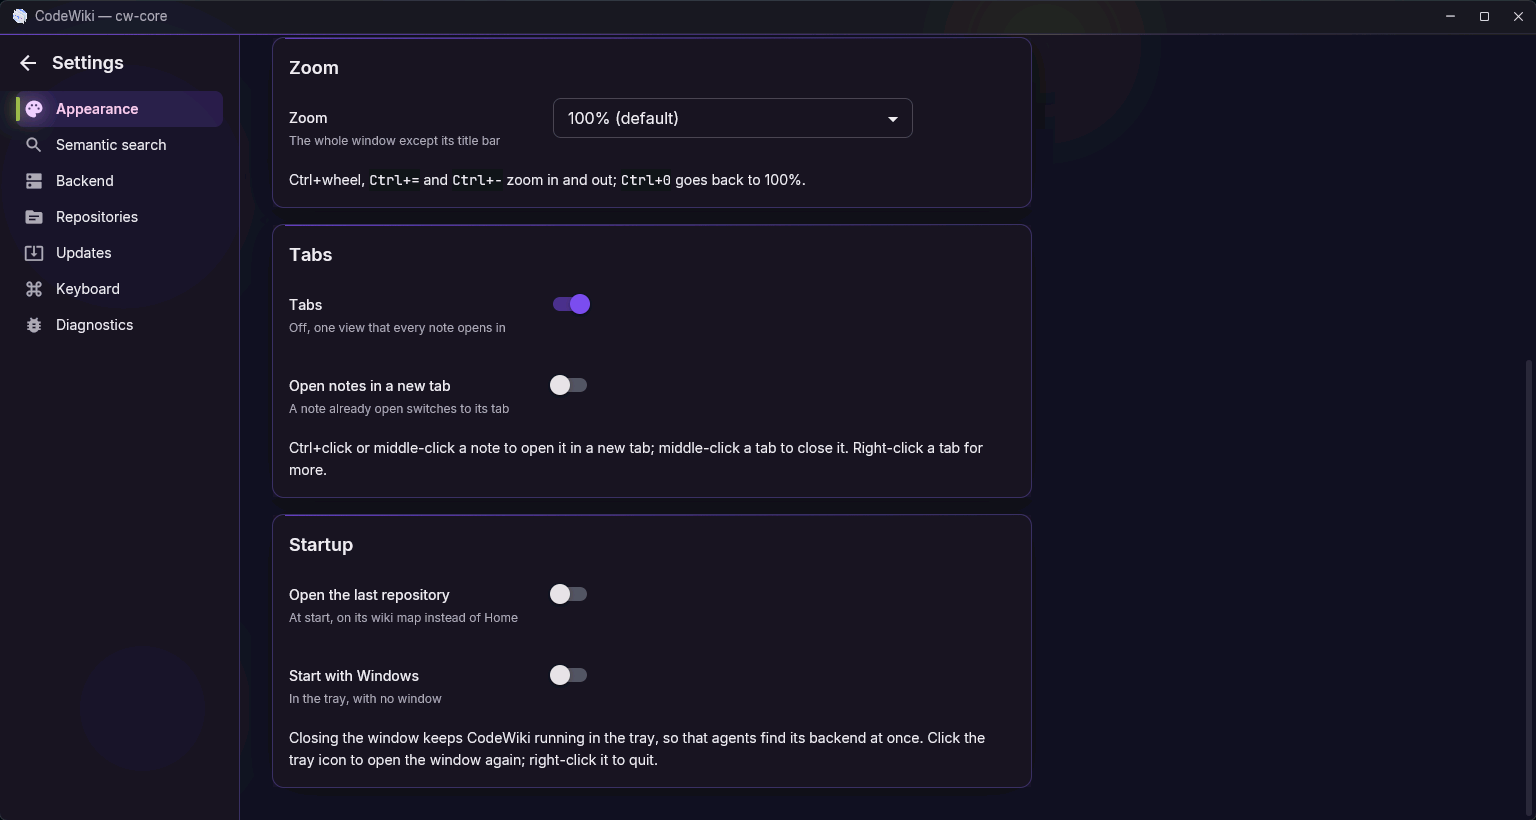 CodeWiki — cw-core
Settings
Appearance
Semantic search
Backend
Repositories
Updates
Keyboard
Diagnostics
Zoom
Zoom
100% (default)
The whole window except its title bar
Ctrl+wheel, Ctrl+= and Ctrl+- zoom in and out; Ctrl+0 goes back to 100%.
Tabs
Tabs
Off, one view that every note opens in
Open notes in a new tab
A note already open switches to its tab
Ctrl+click or middle-click a note to open it in a new tab; middle-click a tab to close it. Right-click a tab for
more.
Startup
Open the last repository
At start, on its wiki map instead of Home
Start with Windows
In the tray, with no window
Closing the window keeps CodeWiki running in the tray, so that agents find its backend at once. Click the
tray icon to open the window again; right-click it to quit.